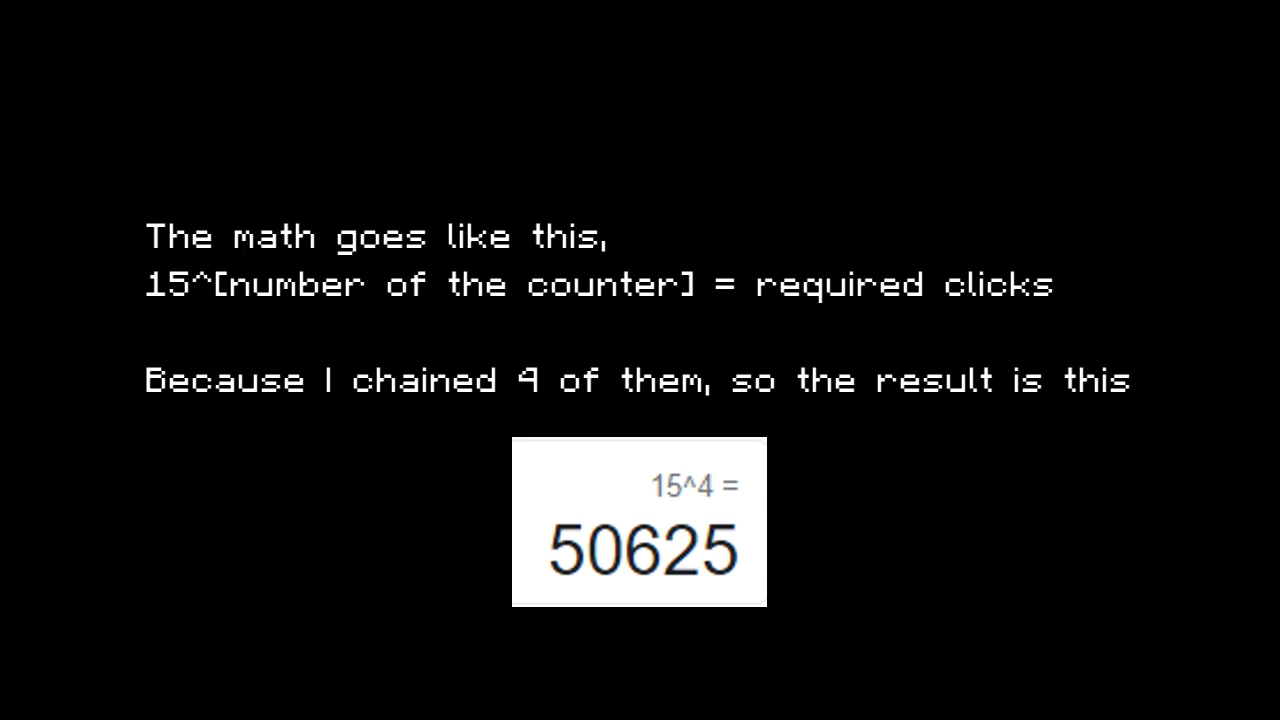 The math goes like this,
15^[number of the counter] = required clicks
Because I chained 4 of them, so the result is this
15^4 =
50625